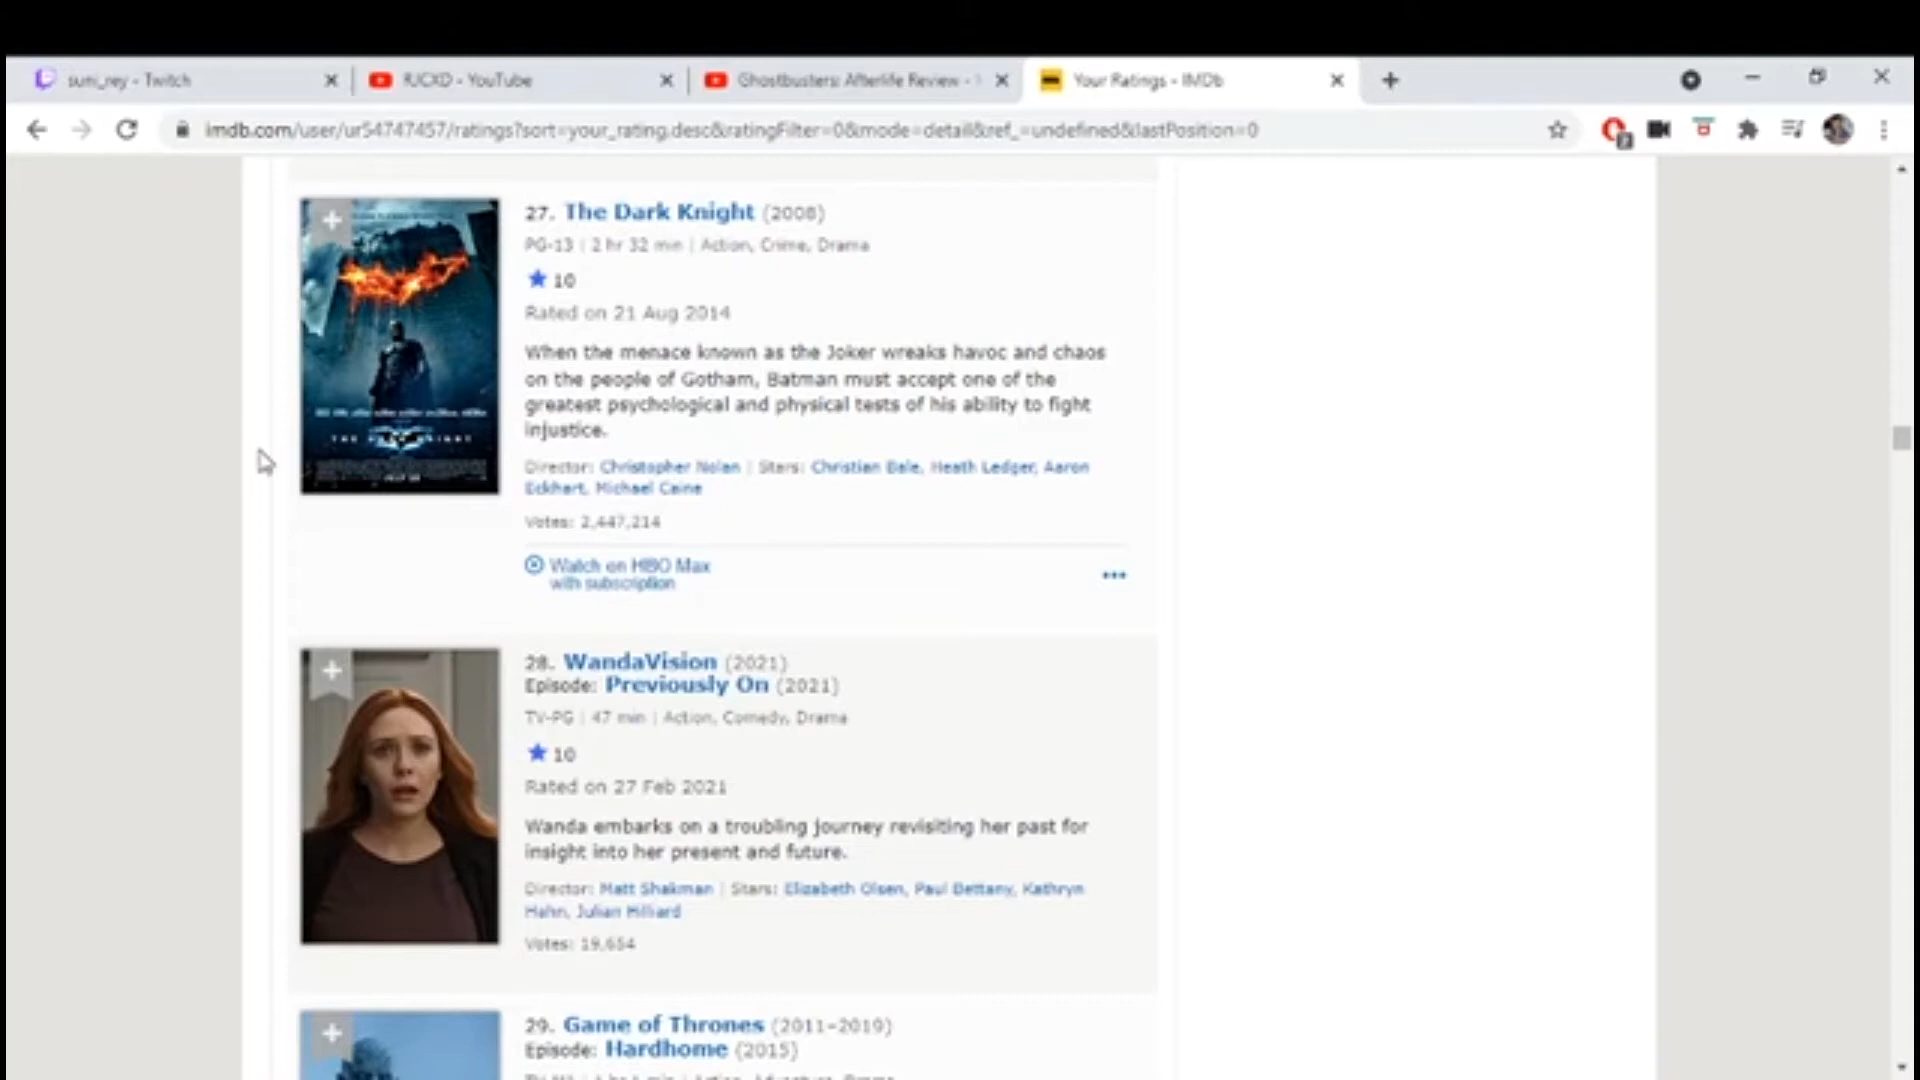 suni_rey - Twitch
RJCXD - YouTube
Ghostbusters: Afterlife Review -
Your Ratings - IMDb
imdb.com/user/ur54747457/ratings?sort=your_rating,desc&ratingFilter=0&mode=detail&ref_=undefined&lastPosition=0
27. The Dark Knight (2008)
PG-13 | 2 hr 32 min | Action, Crime, Drama
10
Rated on 21 Aug 2014
When the menace known as the Joker wreaks havoc and chaos
on the people of Gotham, Batman must accept one of the
greatest psychological and physical tests of his ability to fight
injustice.
Director: Christopher Nolan | Stars: Christian Bale, Heath Ledger, Aaron
Eckhart, Michael Caine
Votes: 2,447,214
Watch on HBO Max
with subscription
THE DARK KNIGHT
28. WandaVision (2021)
Episode: Previously On (2021)
TV-PG | 47 min | Action, Comedy, Drama
10
Rated on 27 Feb 2021
Wanda embarks on a troubling journey revisiting her past for
insight into her present and future.
Director: Matt Shakman | Stars: Elizabeth Olsen, Paul Bettany, Kathryn
Hahn, Julian Hilliard
Votes: 19,654
29. Game of Thrones (2011–2019)
Episode: Hardhome (2015)